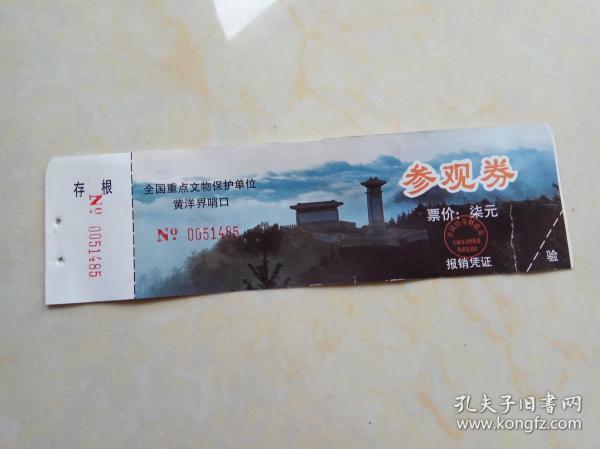 存 根
№ 0051485
全国重点文物保护单位
黄洋界哨口
№ 0051485
参观券
票价：柒元
报销凭证
验
孔夫子旧书网
www.kongfz.com